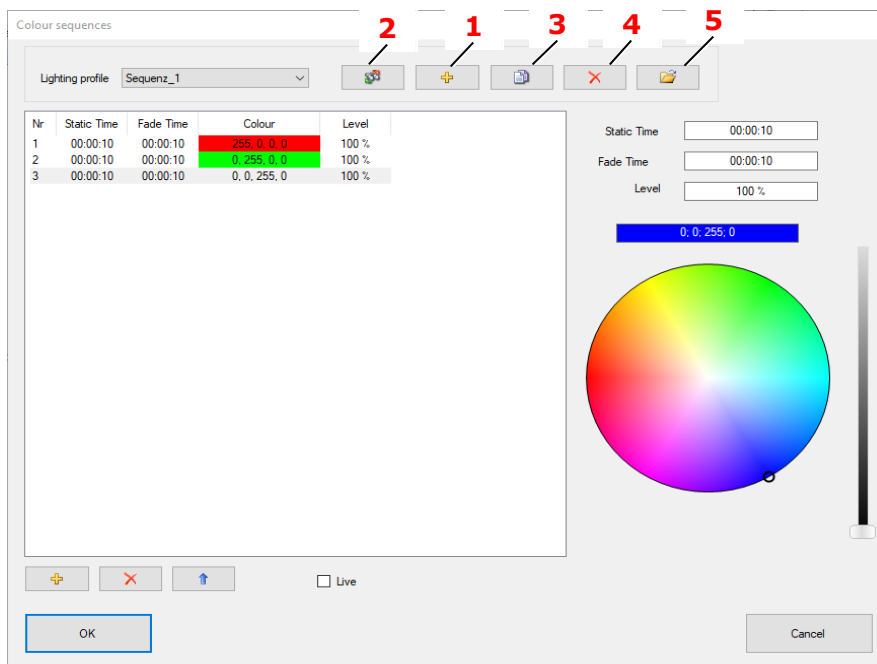 Colour sequences
2 1 3 4 5
Lighting profile Sequenz_1
Nr Static Time Fade Time Colour Level
1 00:00:10 00:00:10 255, 0, 0, 0 100 %
2 00:00:10 00:00:10 0, 255, 0, 0 100 %
3 00:00:10 00:00:10 0, 0, 255, 0 100 %
Static Time 00:00:10
Fade Time 00:00:10
Level 100 %
0; 0; 255; 0
Live
OK Cancel